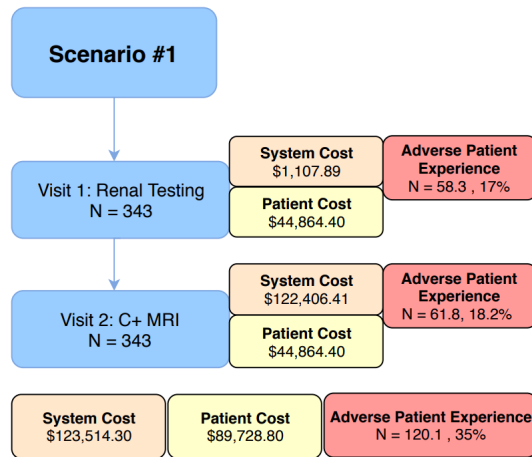 Scenario #1
Visit 1: Renal Testing
N = 343
System Cost
$1,107.89
Patient Cost
$44,864.40
Adverse Patient
Experience
N = 58.3 , 17%
Visit 2: C+ MRI
N = 343
System Cost
$122,406.41
Patient Cost
$44,864.40
Adverse Patient
Experience
N = 61.8, 18.2%
System Cost
$123,514.30
Patient Cost
$89,728.80
Adverse Patient Experience
N = 120.1 , 35%